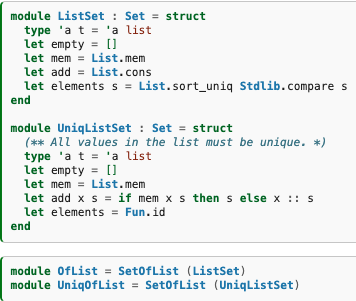 module ListSet : Set = struct
  type 'a t = 'a list
  let empty = []
  let mem = List.mem
  let add = List.cons
  let elements s = List.sort_uniq Stdlib.compare s
end

module UniqListSet : Set = struct
  (** All values in the list must be unique. *)
  type 'a t = 'a list
  let empty = []
  let mem = List.mem
  let add x s = if mem x s then s else x :: s
  let elements = Fun.id
end

module OfList = SetOfList (ListSet)
module UniqOfList = SetOfList (UniqListSet)